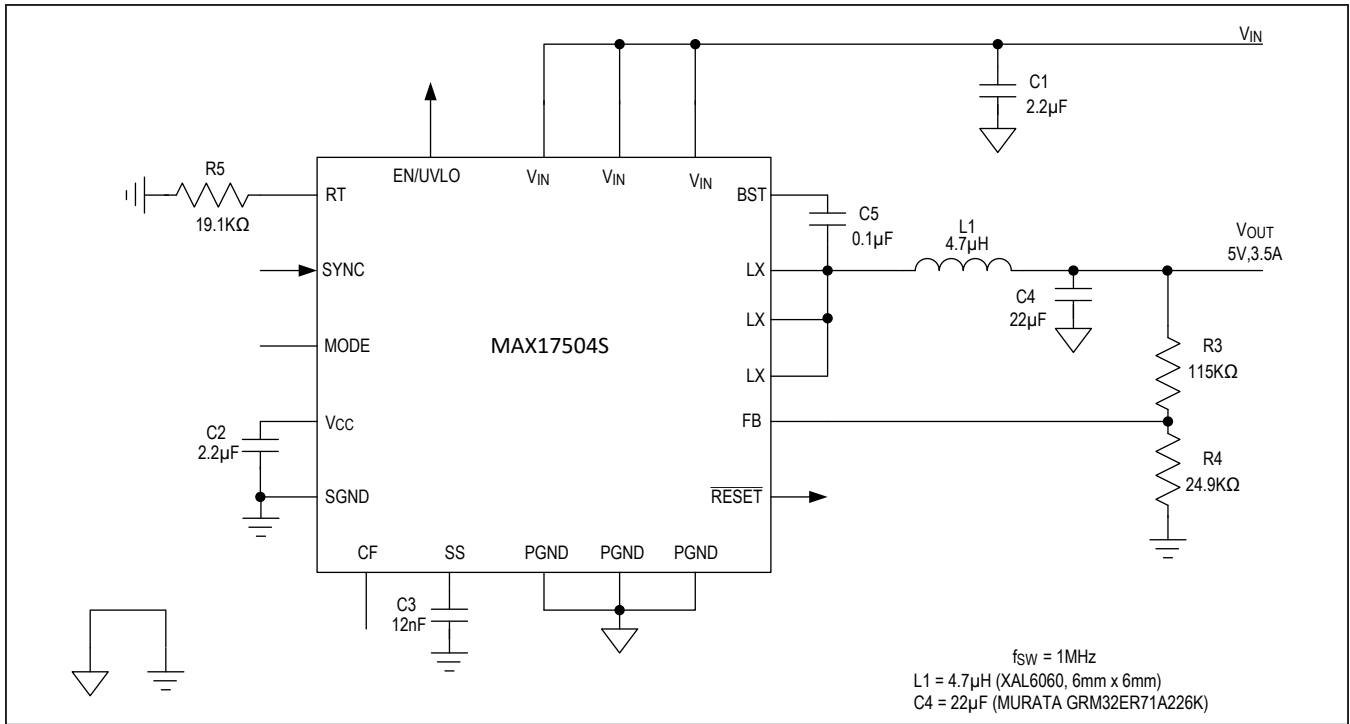 VIN
C1
2.2µF
R5
19.1KΩ
EN/UVLO
VIN
VIN
VIN
RT
BST
C5
0.1µF
L1
4.7µH
VOUT
5V,3.5A
SYNC
LX
C4
22µF
LX
MODE
MAX17504S
R3
115KΩ
LX
VCC
FB
C2
2.2µF
R4
24.9KΩ
SGND
RESET
CF
SS
PGND
PGND
PGND
C3
12nF
fSW = 1MHz
L1 = 4.7µH (XAL6060, 6mm x 6mm)
C4 = 22µF (MURATA GRM32ER71A226K)